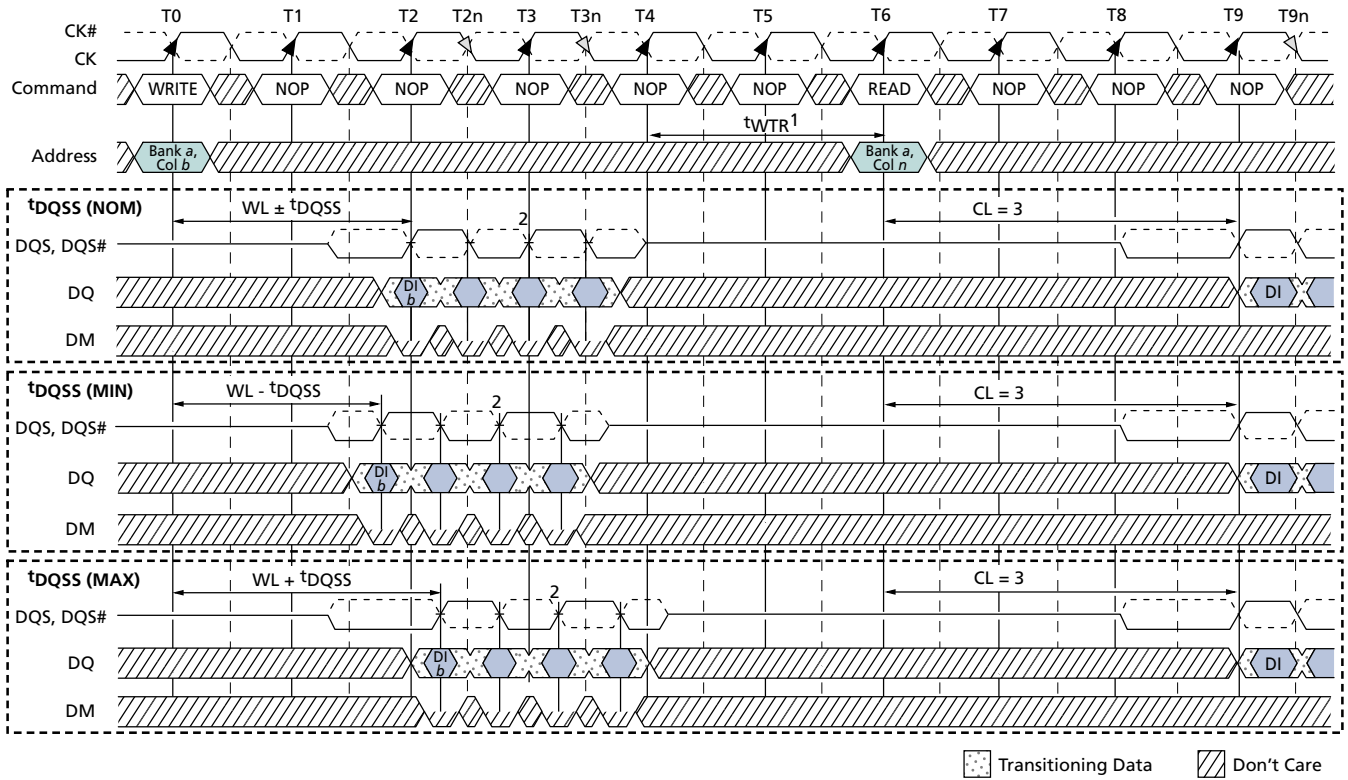 T0 T1 T2 T2n T3 T3n T4 T5 T6 T7 T8 T9 T9n
CK#
CK
Command WRITE NOP NOP NOP NOP NOP READ NOP NOP NOP
tWTR1
Address Bank a, Col b Bank a, Col n
tDQSS (NOM) WL ± tDQSS CL = 3
2
DQS, DQS#
DQ DI b DI
DM
tDQSS (MIN) WL - tDQSS CL = 3
2
DQS, DQS#
DQ DI b DI
DM
tDQSS (MAX) WL + tDQSS CL = 3
2
DQS, DQS#
DQ DI b DI
DM
Transitioning Data Don't Care